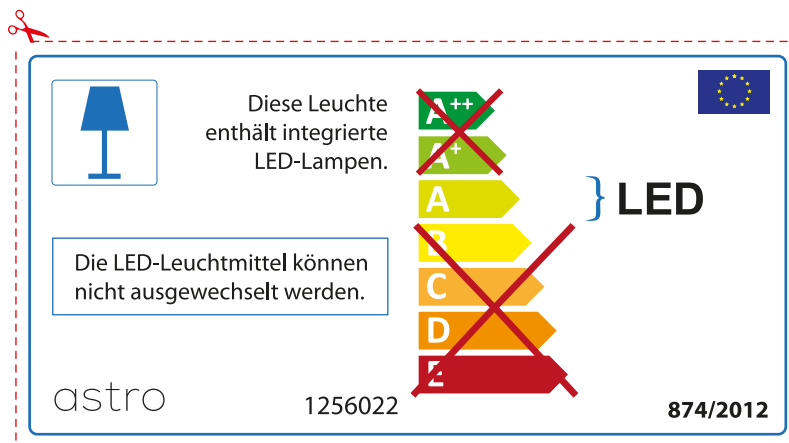 Diese Leuchte
enthält integrierte
LED-Lampen.
A++
A+
A
B
C
D
E
LED
Die LED-Leuchtmittel können
nicht ausgewechselt werden.
astro
1256022
874/2012